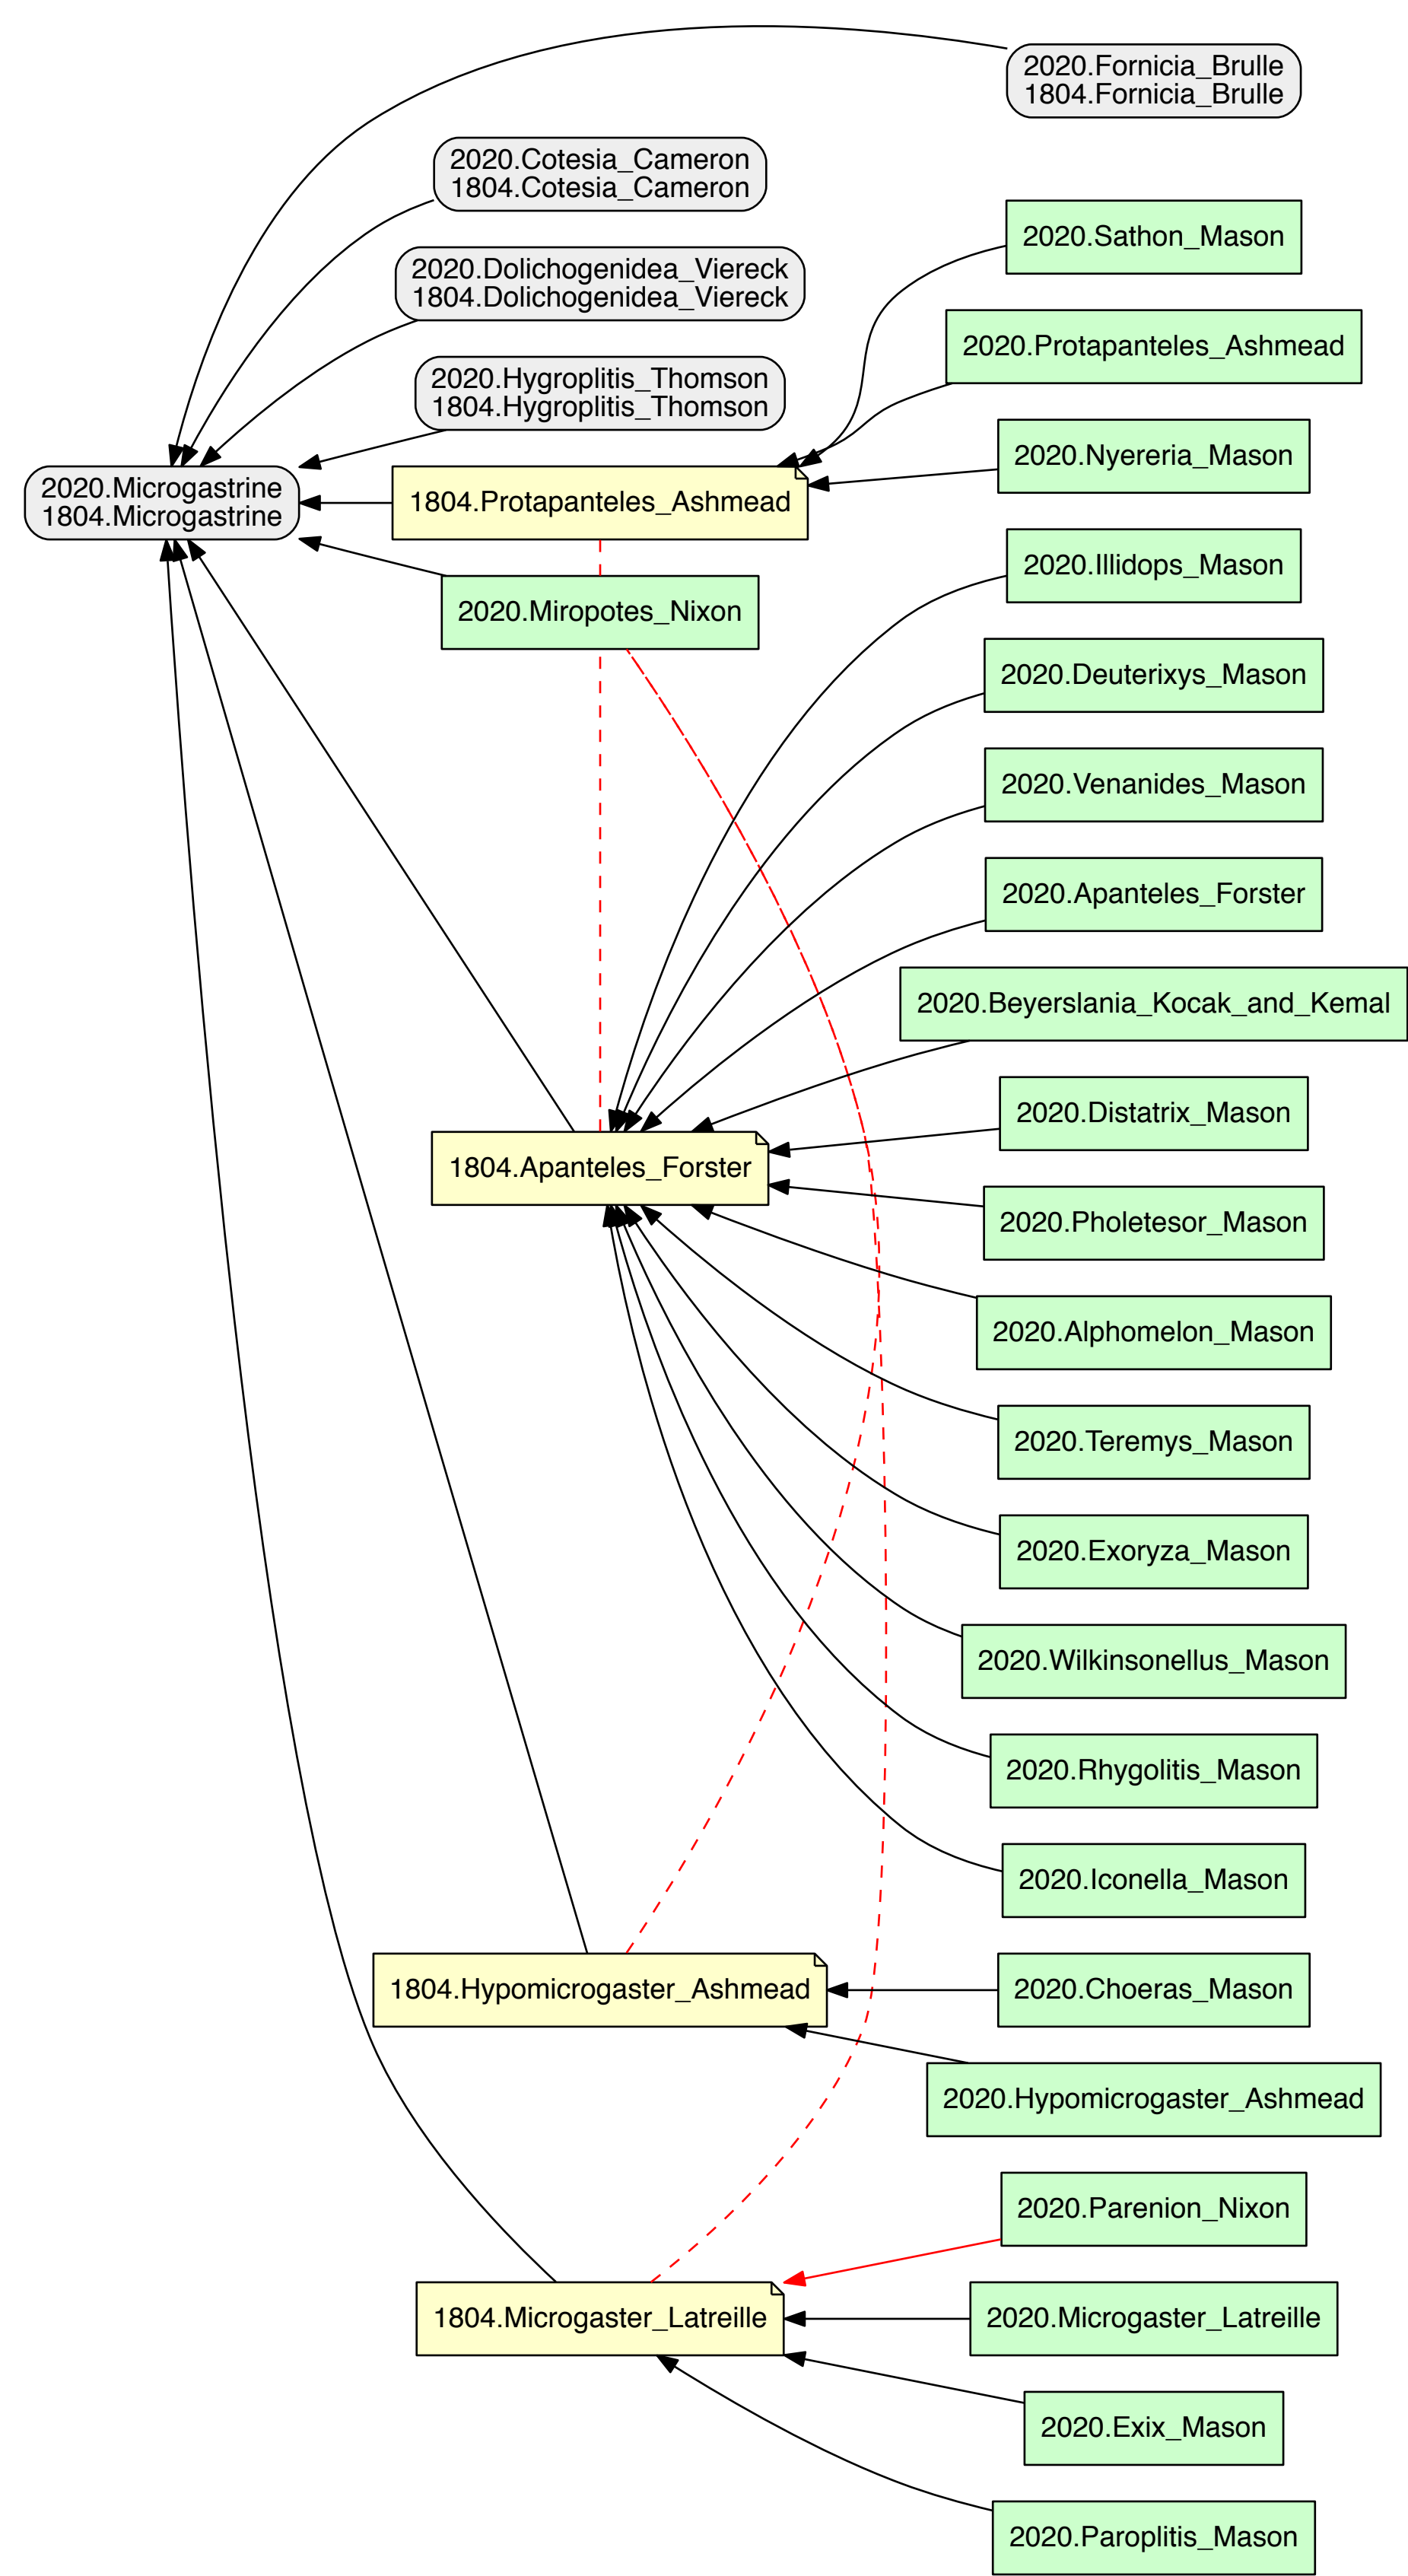 2020.Fornicia_Brulle
1804.Fornicia_Brulle
2020.Cotesia_Cameron
1804.Cotesia_Cameron
2020.Sathon_Mason
2020.Dolichogenidea_Viereck
1804.Dolichogenidea_Viereck
2020.Protapanteles_Ashmead
2020.Hygroplitis_Thomson
1804.Hygroplitis_Thomson
2020.Nyereria_Mason
2020.Microgastrine
1804.Microgastrine
1804.Protapanteles_Ashmead
2020.Illidops_Mason
2020.Miropotes_Nixon
2020.Deuterixys_Mason
2020.Venanides_Mason
2020.Apanteles_Forster
2020.Beyerslania_Kocak_and_Kemal
2020.Distatrix_Mason
1804.Apanteles_Forster
2020.Pholetesor_Mason
2020.Alphomelon_Mason
2020.Teremys_Mason
2020.Exoryza_Mason
2020.Wilkinsonellus_Mason
2020.Rhygolitis_Mason
2020.Iconella_Mason
1804.Hypomicrogaster_Ashmead
2020.Choeras_Mason
2020.Hypomicrogaster_Ashmead
2020.Parenion_Nixon
1804.Microgaster_Latreille
2020.Microgaster_Latreille
2020.Exix_Mason
2020.Paroplitis_Mason